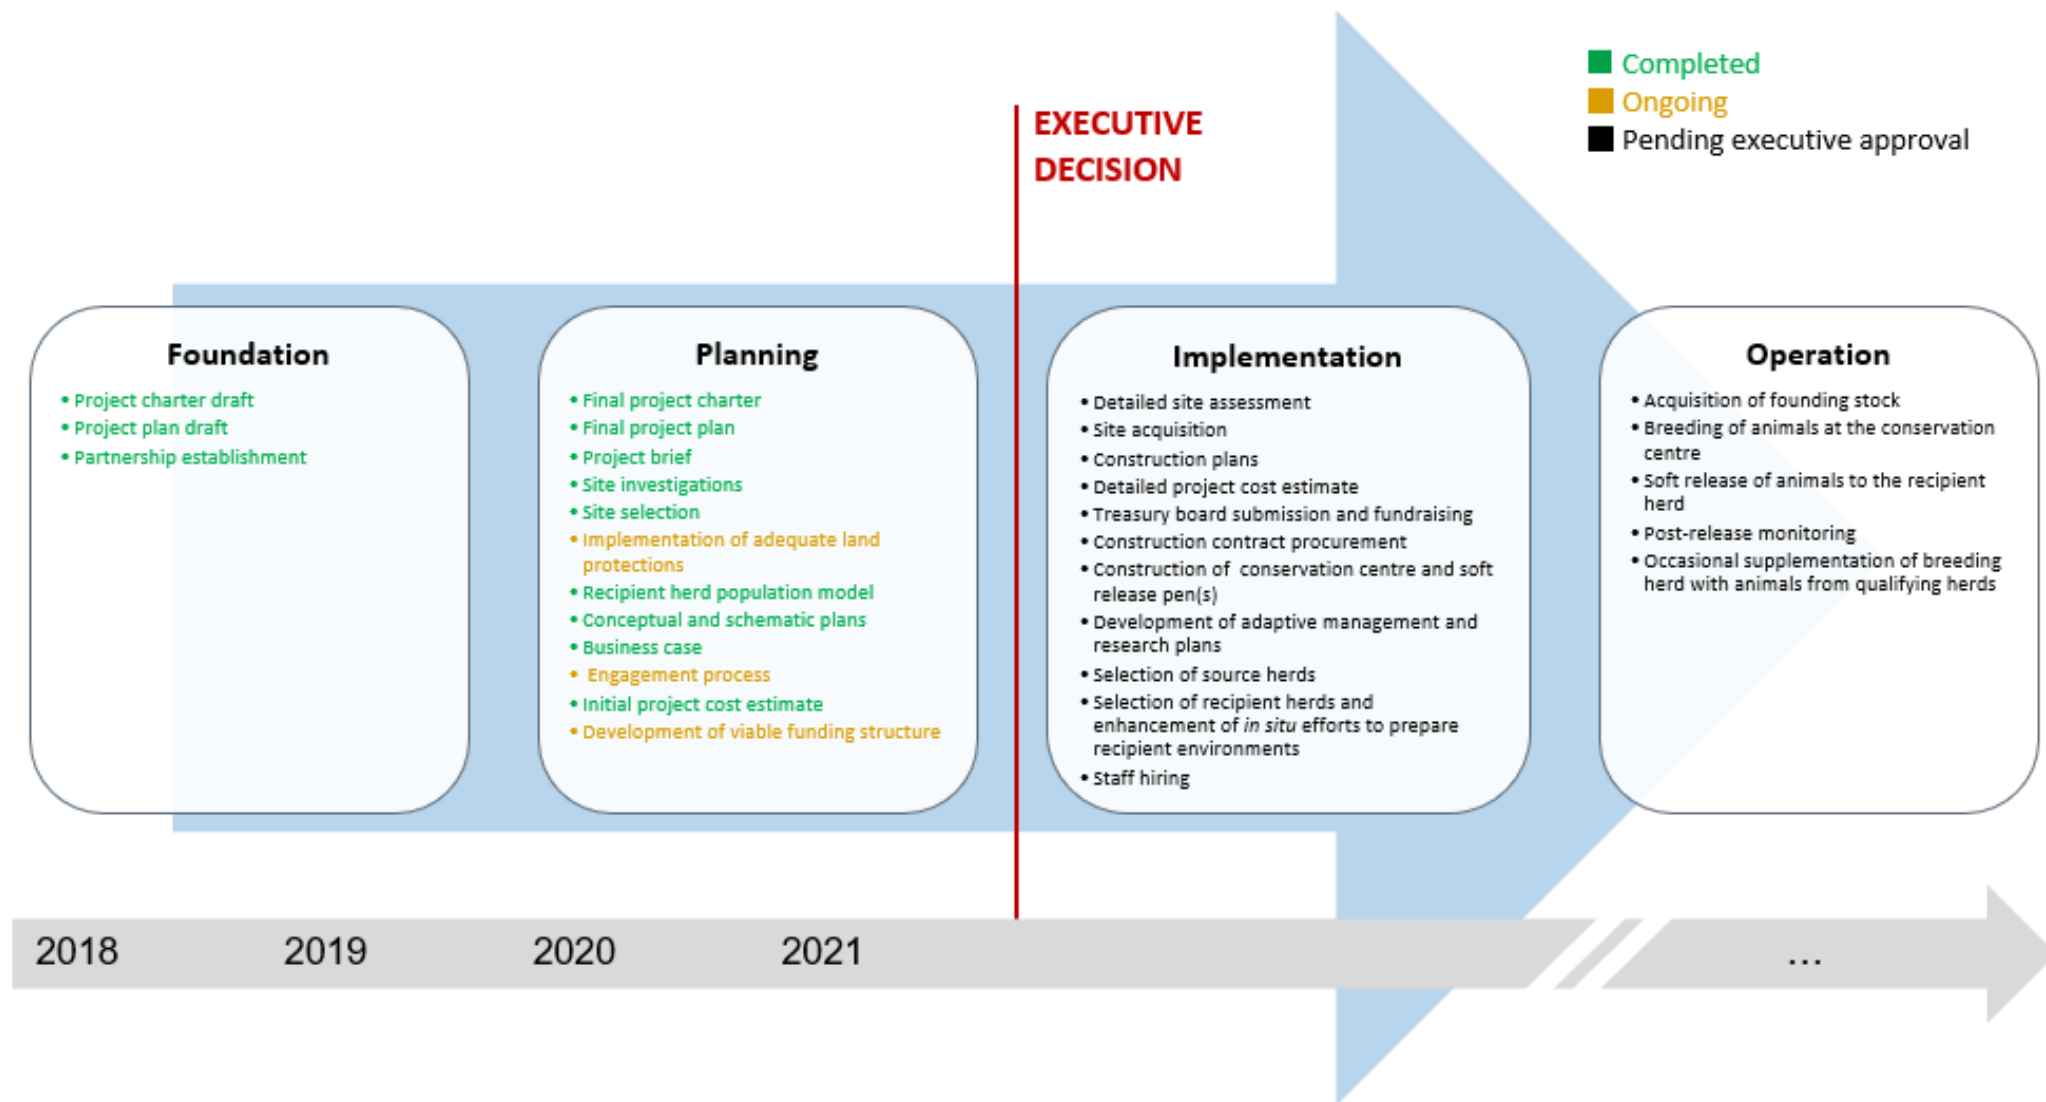 Completed
Ongoing
Pending executive approval
EXECUTIVE
DECISION
Foundation
• Project charter draft
• Project plan draft
• Partnership establishment
Planning
• Final project charter
• Final project plan
• Project brief
• Site investigations
• Site selection
• Implementation of adequate land
protections
• Recipient herd population model
• Conceptual and schematic plans
• Business case
• Engagement process
• Initial project cost estimate
• Development of viable funding structure
Implementation
• Detailed site assessment
• Site acquisition
• Construction plans
• Detailed project cost estimate
• Treasury board submission and fundraising
• Construction contract procurement
• Construction of conservation centre and soft
release pen(s)
• Development of adaptive management and
research plans
• Selection of source herds
• Selection of recipient herds and
enhancement of in situ efforts to prepare
recipient environments
• Staff hiring
Operation
• Acquisition of founding stock
• Breeding of animals at the conservation
centre
• Soft release of animals to the recipient
herd
• Post-release monitoring
• Occasional supplementation of breeding
herd with animals from qualifying herds
2018 2019 2020 2021 ...